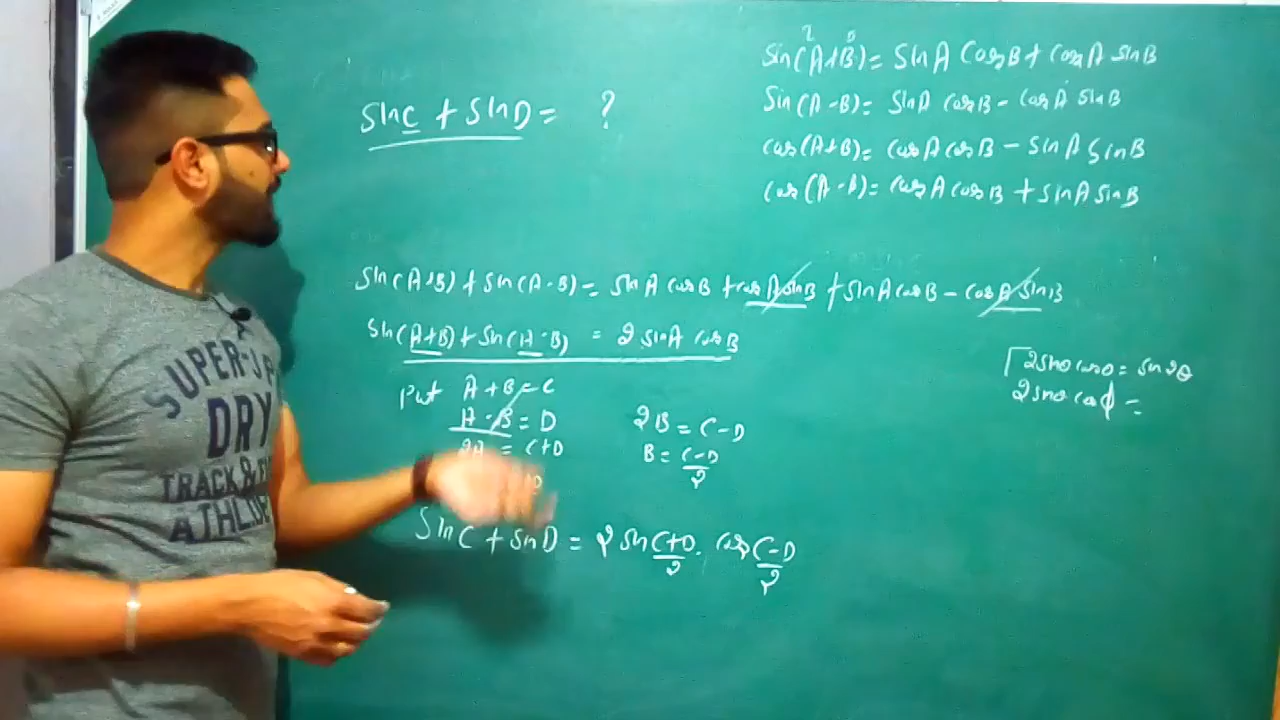 sin(A+B) = sinA cosB + cosA sinB
sin(A-B) = sinA cosB - cosA sinB
cos(A+B) = cosA cosB - sinA sinB
cos(A-B) = cosA cosB + sinA sinB
sinC + sinD = ?
sin(A+B) + sin(A-B) = sinA cosB + cosA sinB + sinA cosB - cosA sinB
sin(A+B) + sin(A-B) = 2 sinA cosB
2sinθ cosθ = sin2θ
2sinθ cosϕ =
Put A+B = C
A-B = D
2A = C+D
2B = C-D
B = C-D/2
sinC + sinD = 2 sin C+D/2 . cos C-D/2
SUPER-
DRY
TRACK &
ATHL